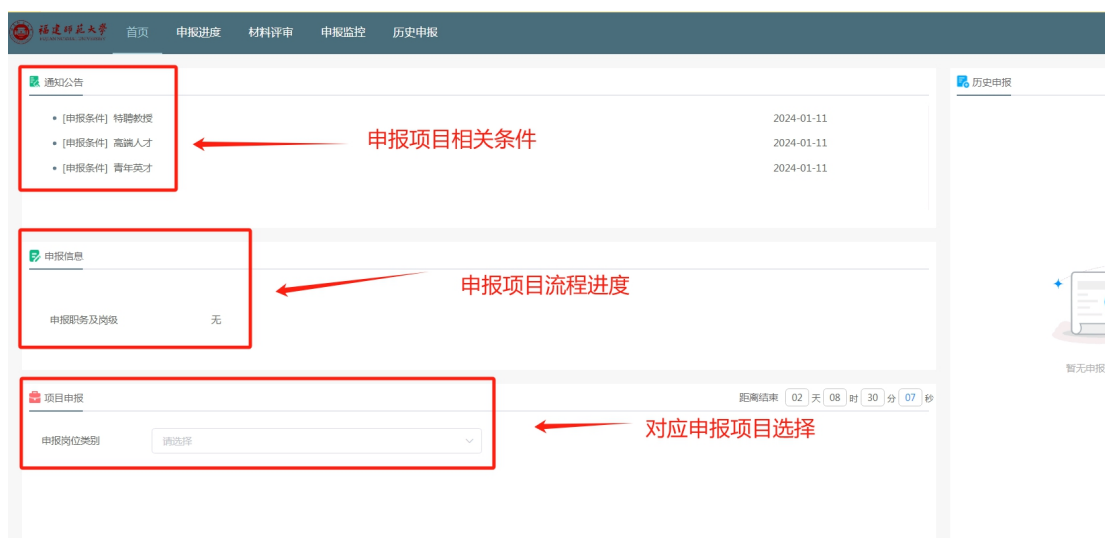 福建师范大学 首页 申报进度 材料评审 申报监控 历史申报
通知公告
[申报条件] 特聘教授 2024-01-11
[申报条件] 高端人才 2024-01-11
[申报条件] 青年英才 2024-01-11
申报项目相关条件
申报信息
申报项目流程进度
申报职务及岗级 无
项目申报 距离结束 02 天 08 时 30 分 07 秒
申报岗位类别 请选择
对应申报项目选择
历史申报
暂无申报